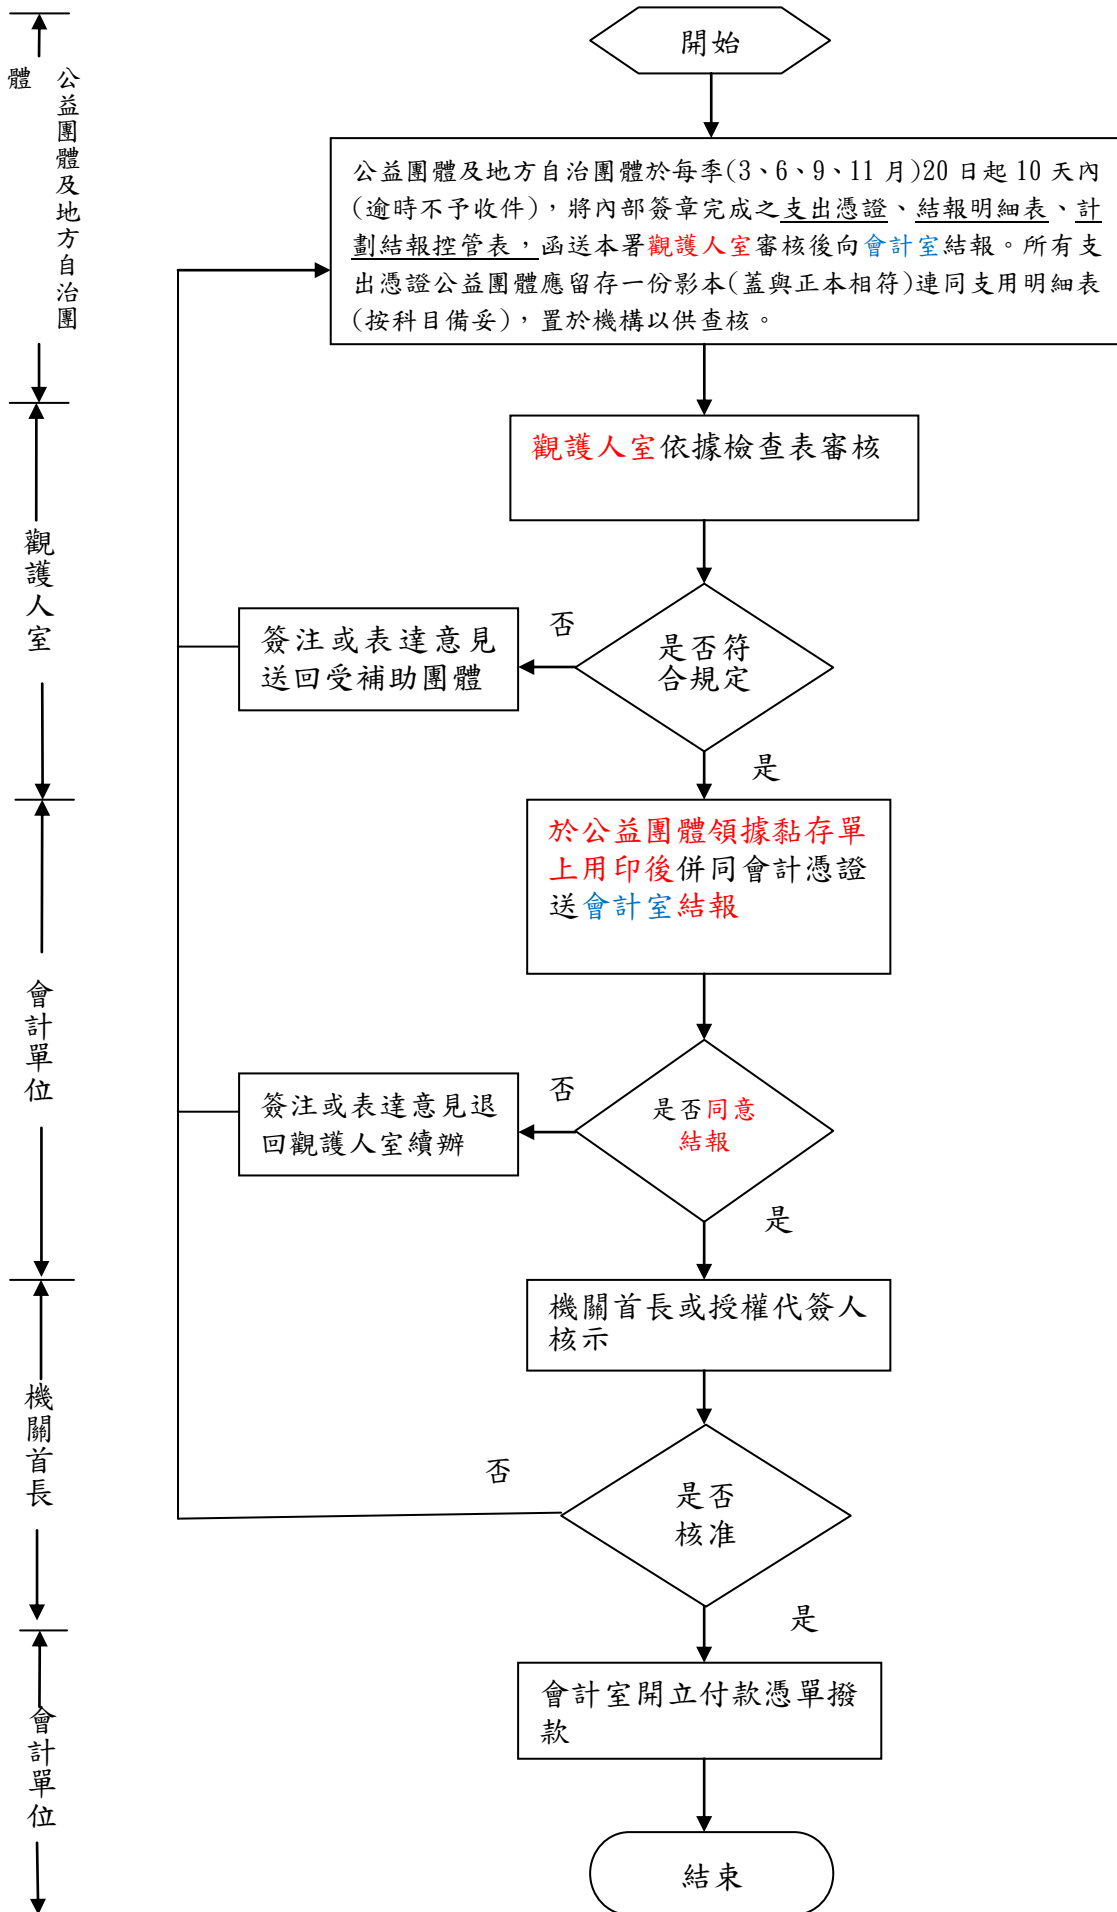 開始
公益團體及地方自治團
體
公益團體及地方自治團體於每季(3、6、9、11 月)20 日起 10 天內
(逾時不予收件)，將內部簽章完成之支出憑證、結報明細表、計
劃結報控管表，函送本署觀護人室審核後向會計室結報。所有支
出憑證公益團體應留存一份影本(蓋與正本相符)連同支用明細表
(按科目備妥)，置於機構以供查核。
觀護人室依據檢查表審核
觀護人室
否
簽注或表達意見
送回受補助團體
是否符
合規定
是
於公益團體領據黏存單
上用印後併同會計憑證
送會計室結報
會計單位
否
簽注或表達意見退
回觀護人室續辦
是否同意
結報
是
機關首長或授權代簽人
核示
機關首長
否
是否
核准
是
會計室開立付款憑單撥
款
會計單位
結束